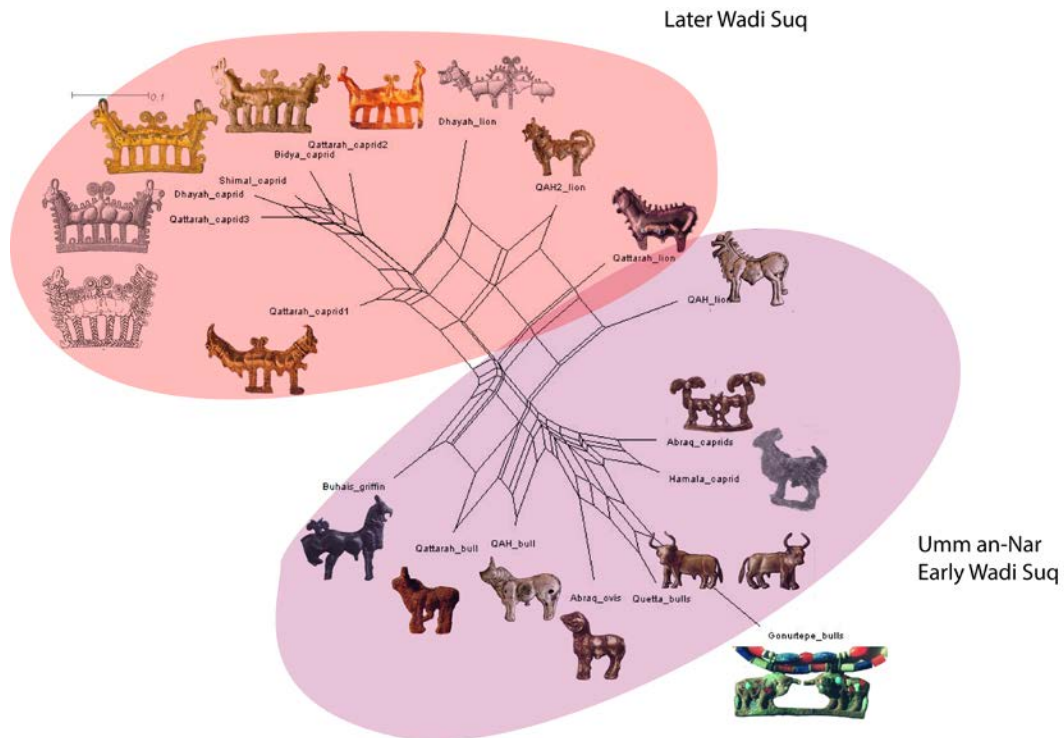 Later Wadi Suq
0.1
Dhayah_lion
Qattarah_caprid2
Bidya_caprid
QAH2_lion
Shimal_caprid
Dhayah_caprid
Qattarah_caprid3
Qattarah_lion
QAH_lion
Qattarah_caprid1
Abraq_caprids
Hamala_caprid
Buhais_griffin
Qattarah_bull
QAH_bull
Umm an-Nar
Early Wadi Suq
Abraq_ovis
Quetta_bulls
Gonurtepe_bulls